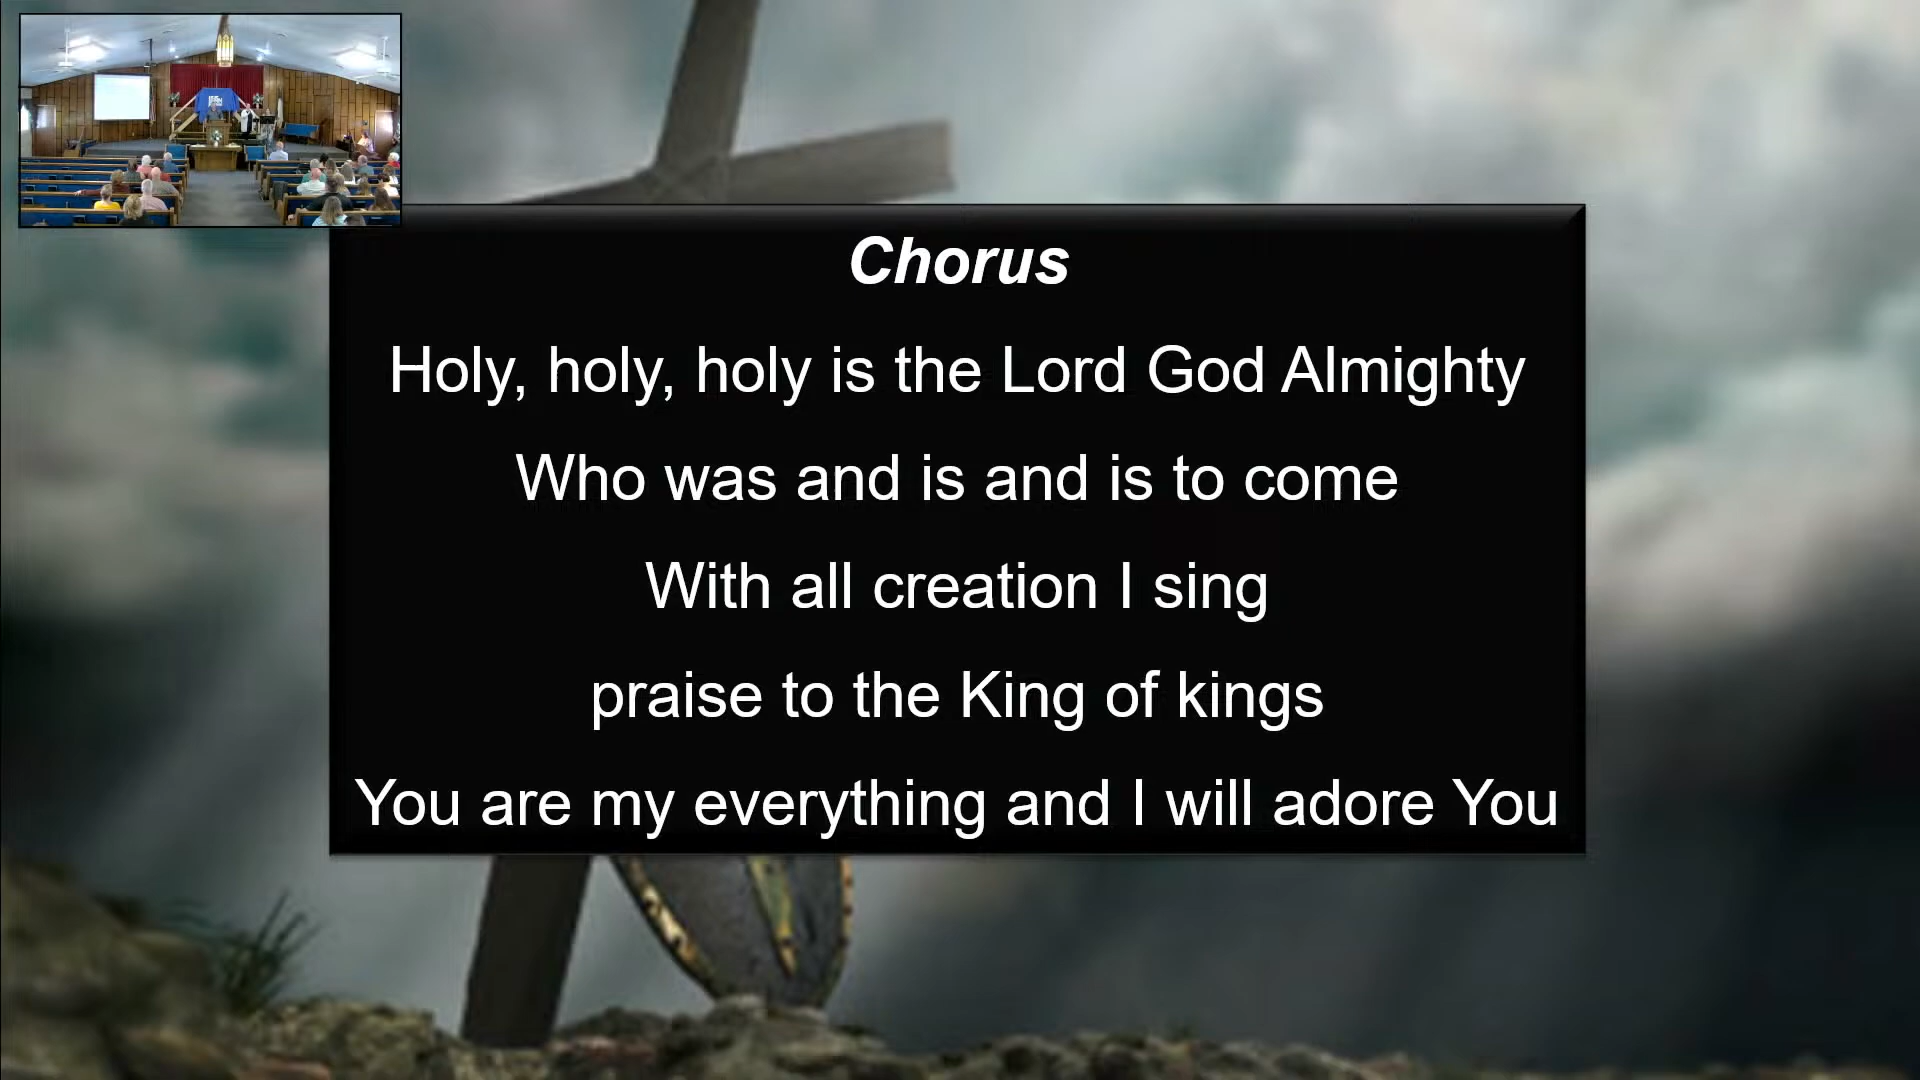 Chorus
Holy, holy, holy is the Lord God Almighty
Who was and is and is to come
With all creation I sing
praise to the King of kings
You are my everything and I will adore You